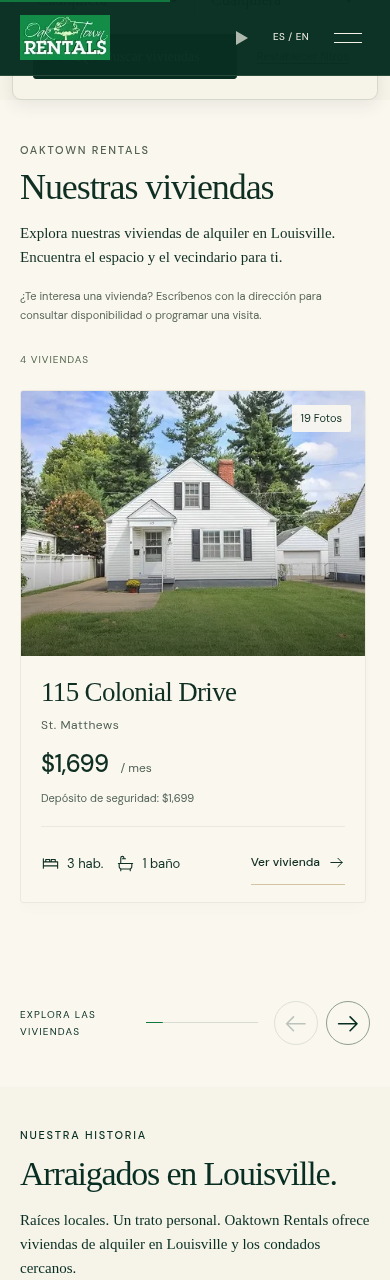 Oak Town
RENTALS
ES / EN
OAKTOWN RENTALS
Nuestras viviendas
Explora nuestras viviendas de alquiler en Louisville.
Encuentra el espacio y el vecindario para ti.
¿Te interesa una vivienda? Escríbenos con la dirección para
consultar disponibilidad o programar una visita.
4 VIVIENDAS
19 Fotos
115 Colonial Drive
St. Matthews
$1,699 / mes
Depósito de seguridad: $1,699
3 hab. 1 baño Ver vivienda
EXPLORA LAS
VIVIENDAS
NUESTRA HISTORIA
Arraigados en Louisville.
Raíces locales. Un trato personal. Oaktown Rentals ofrece
viviendas de alquiler en Louisville y los condados
cercanos.